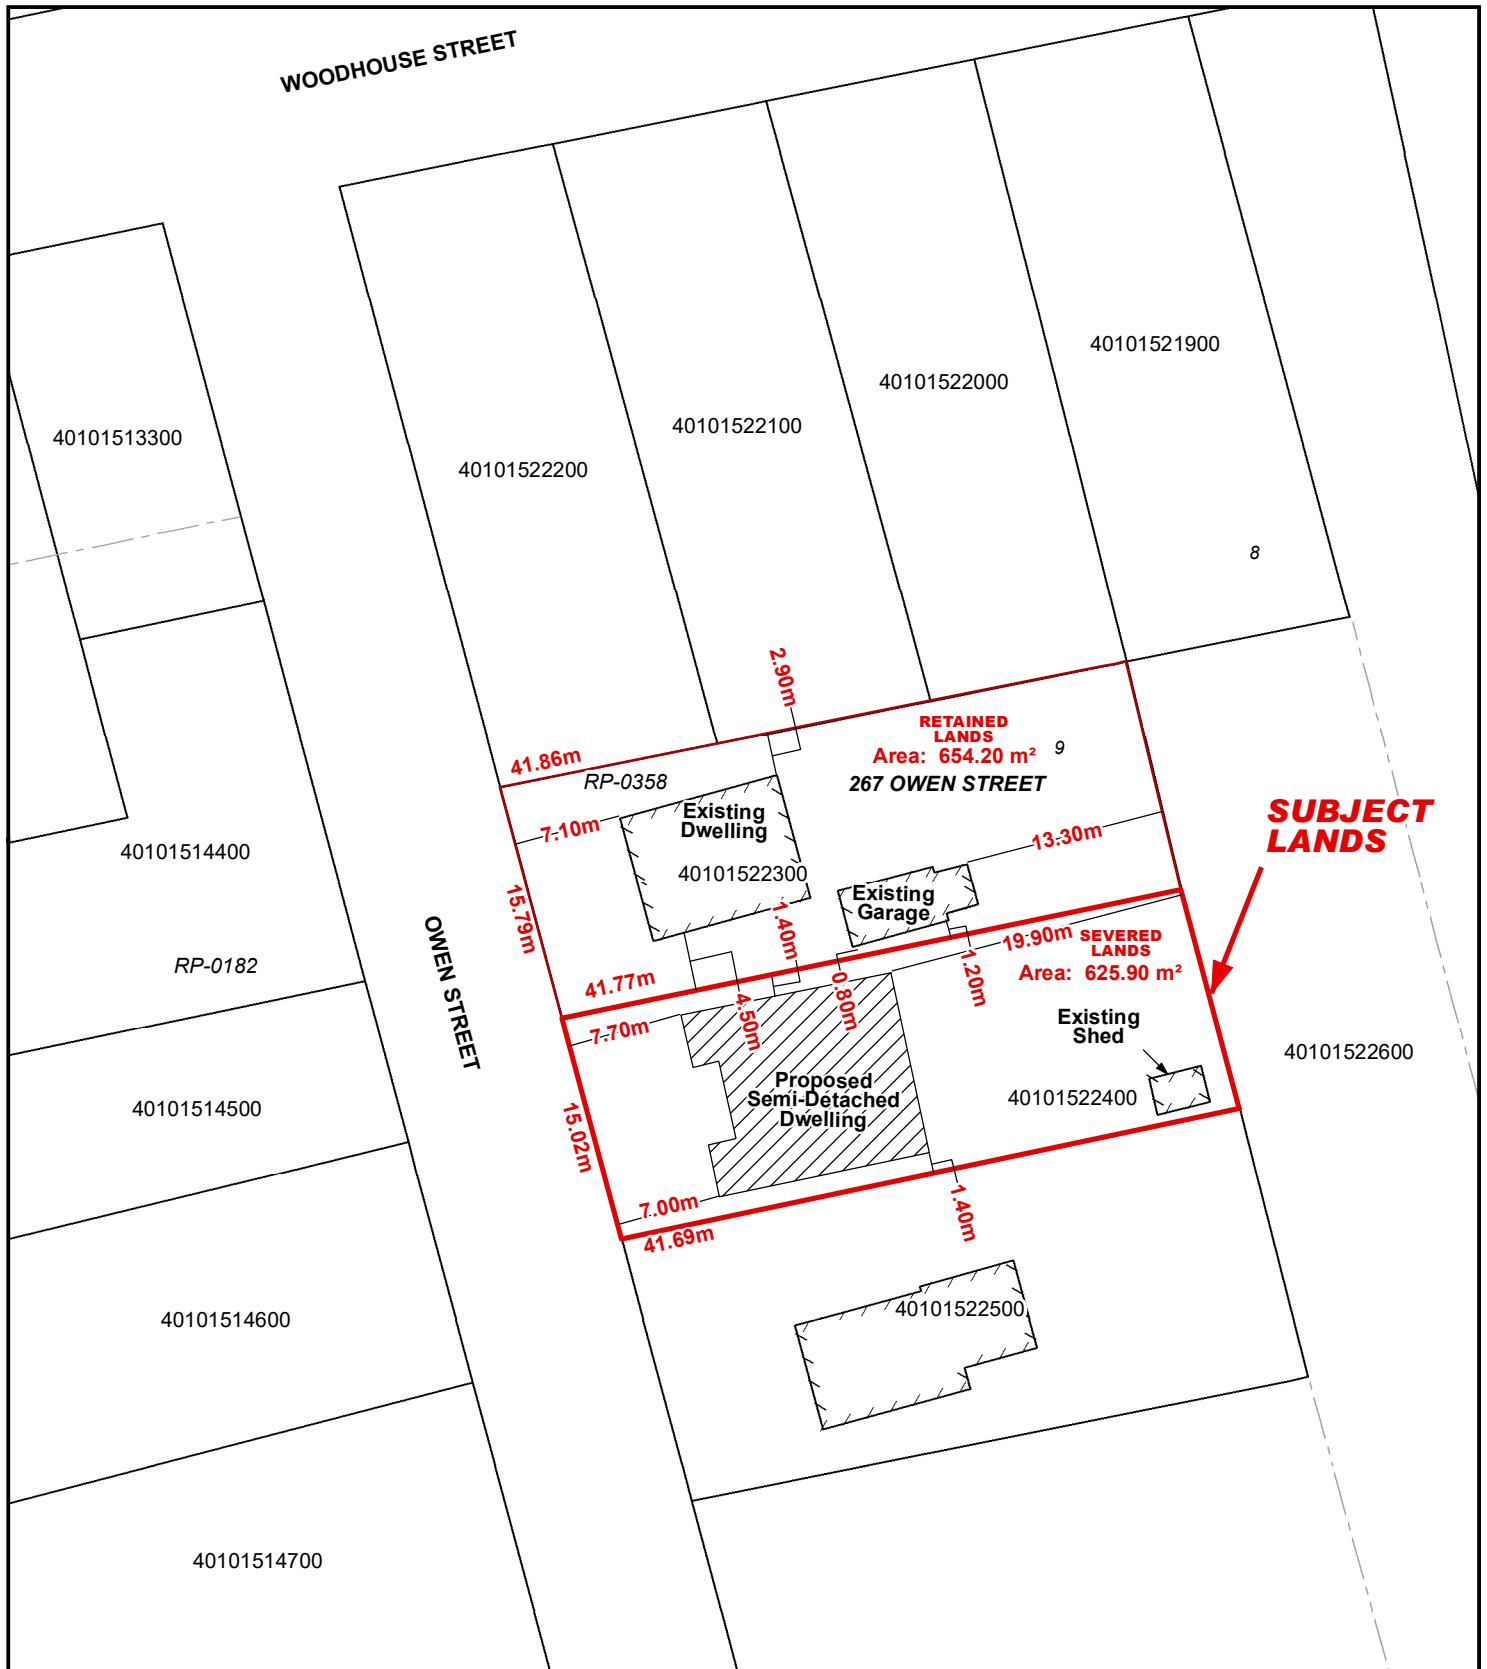 WOODHOUSE STREET
40101521900
40101522000
40101522100
40101513300
40101522200
8
2.90m
RETAINED
LANDS
Area: 654.20 m²
9
41.86m
RP-0358
267 OWEN STREET
Existing
Dwelling
7.10m
13.30m
SUBJECT
LANDS
40101514400
40101522300
Existing
Garage
15.79m
1.40m
OWEN STREET
19.90m
SEVERED
LANDS
Area: 625.90 m²
RP-0182
41.77m
1.20m
0.80m
4.50m
7.70m
Existing
Shed
40101522600
Proposed
Semi-Detached
Dwelling
40101522400
40101514500
15.02m
7.00m
1.40m
41.69m
40101522500
40101514600
40101514700